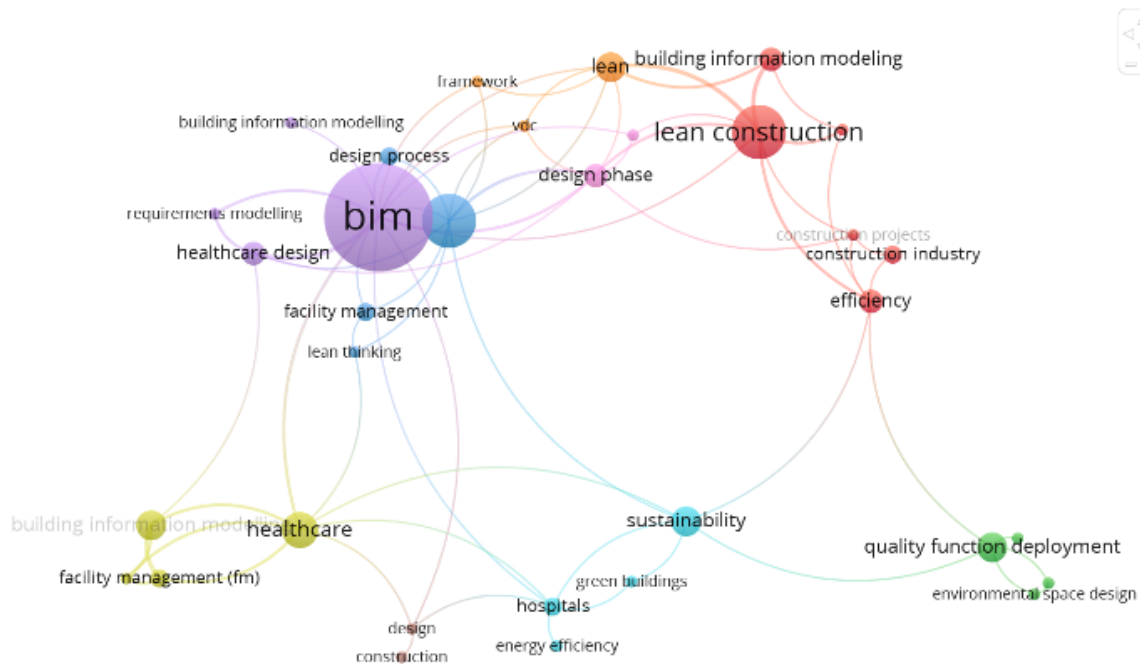 building information modeling
lean
framework
building information modelling
vdc
lean construction
design process
design phase
requirements modelling
bim
construction projects
healthcare design
construction industry
efficiency
facility management
lean thinking
building information modelling
healthcare
sustainability
quality function deployment
facility management (fm)
green buildings
environmental space design
hospitals
design
energy efficiency
construction